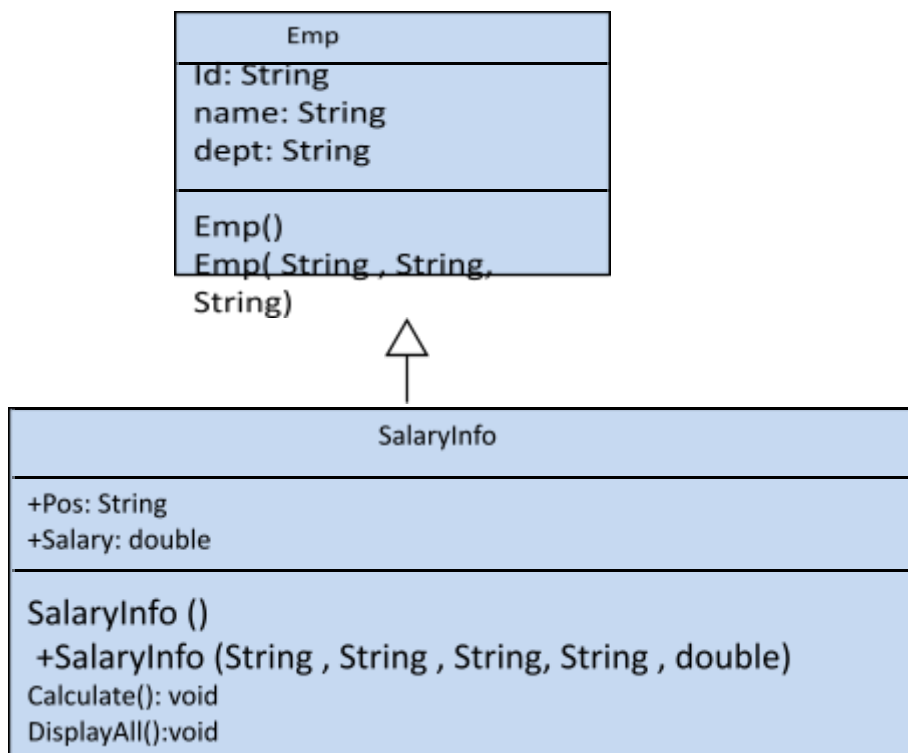 Emp
Id: String
name: String
dept: String
Emp()
Emp( String , String,
String)
SalaryInfo
+Pos: String
+Salary: double
SalaryInfo ()
+SalaryInfo (String , String , String, String , double)
Calculate(): void
DisplayAll():void